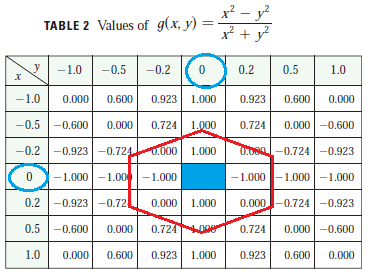 TABLE 2 Values of g(x, y) = x² − y² / x² + y²
x y −1.0 −0.5 −0.2 0 0.2 0.5 1.0
−1.0 0.000 0.600 0.923 1.000 0.923 0.600 0.000
−0.5 −0.600 0.000 0.724 1.000 0.724 0.000 −0.600
−0.2 −0.923 −0.724 0.000 1.000 0.000 −0.724 −0.923
0 −1.000 −1.000 −1.000 −1.000 −1.000 −1.000
0.2 −0.923 −0.724 0.000 1.000 0.000 −0.724 −0.923
0.5 −0.600 0.000 0.724 1.000 0.724 0.000 −0.600
1.0 0.000 0.600 0.923 1.000 0.923 0.600 0.000